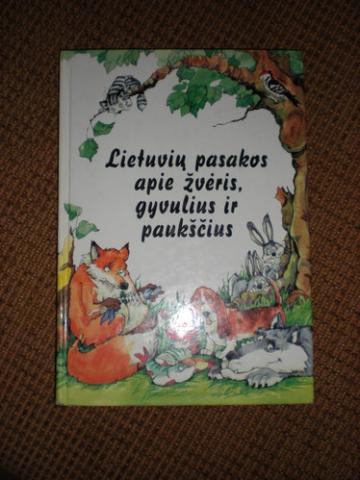 Lietuvių pasakos
apie žvėris,
gyvulius ir
paukščius